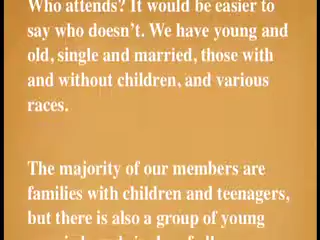 Who attends? It would be easier to
say who doesn't. We have young and
old, single and married, those with
and without children, and various
races.
The majority of our members are
families with children and teenagers,
but there is also a group of young